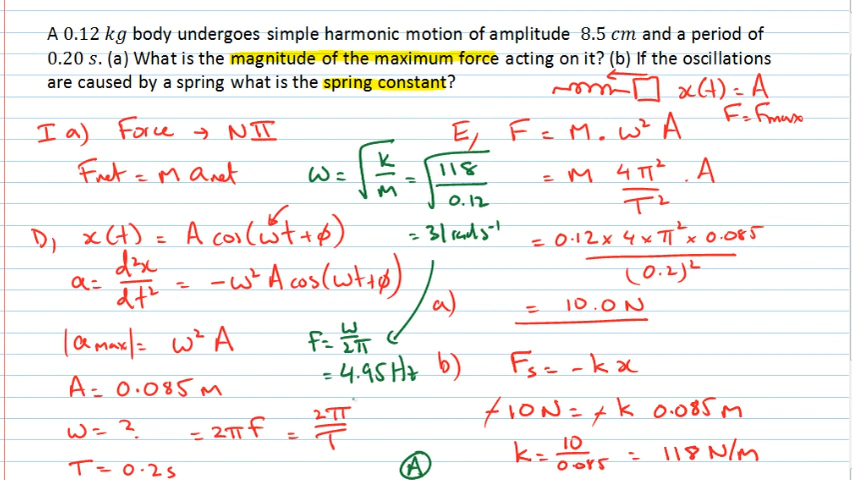 A 0.12 kg body undergoes simple harmonic motion of amplitude 8.5 cm and a period of
0.20 s. (a) What is the magnitude of the maximum force acting on it? (b) If the oscillations
are caused by a spring what is the spring constant?
x(t) = A
F = Fmax
I a) Force → NII
Fnet = m anet
D, x(t) = A cos(ωt+φ)
a = d²x/dt² = -ω² A cos(ωt+φ)
|amax| = ω² A
A = 0.085 m
ω = ? = 2πf = 2π/T
T = 0.2s
ω = √(k/M) = √(118/0.12)
= 31 rad s⁻¹
f = ω/2π
= 4.95 Hz
A
E, F = M . ω² A
= M 4π²/T² . A
= 0.12 x 4 x π² x 0.085/(0.2)²
a) = 10.0 N
b) Fs = -kx
-10N = -k 0.085 M
k = 10/0.085 = 118 N/M